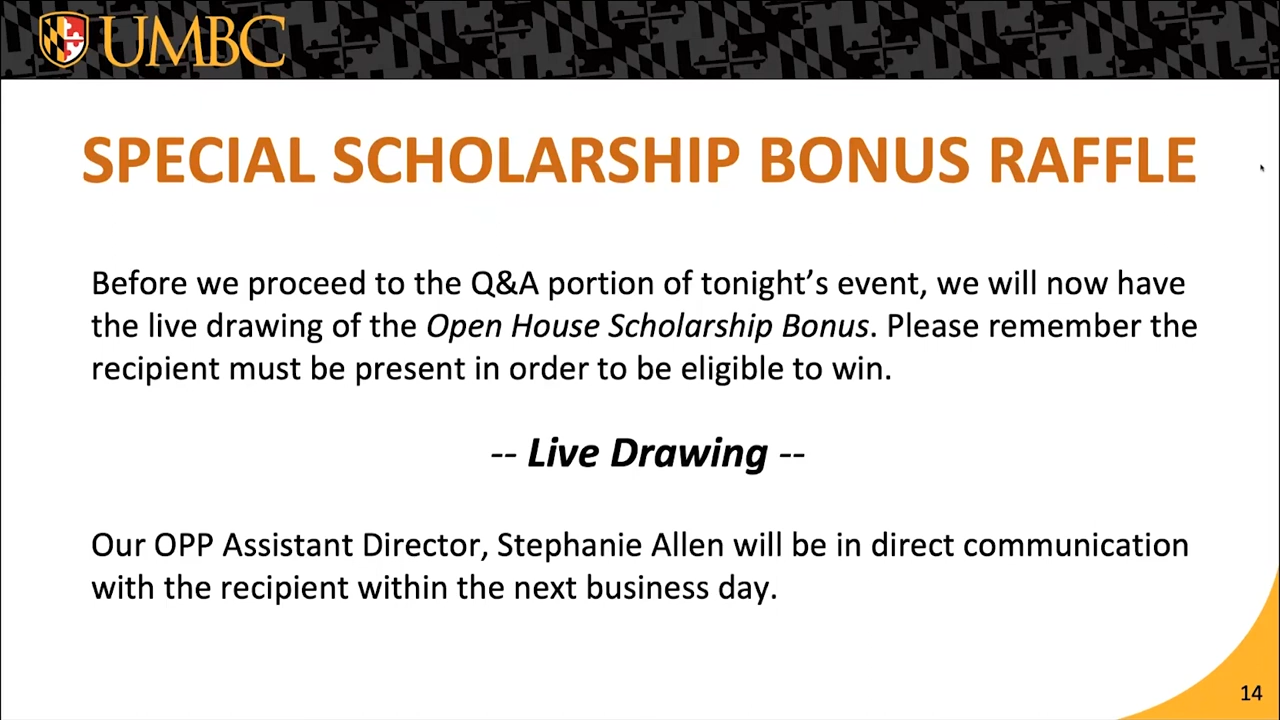 UMBC
SPECIAL SCHOLARSHIP BONUS RAFFLE
Before we proceed to the Q&A portion of tonight’s event, we will now have
the live drawing of the Open House Scholarship Bonus. Please remember the
recipient must be present in order to be eligible to win.
-- Live Drawing --
Our OPP Assistant Director, Stephanie Allen will be in direct communication
with the recipient within the next business day.
14